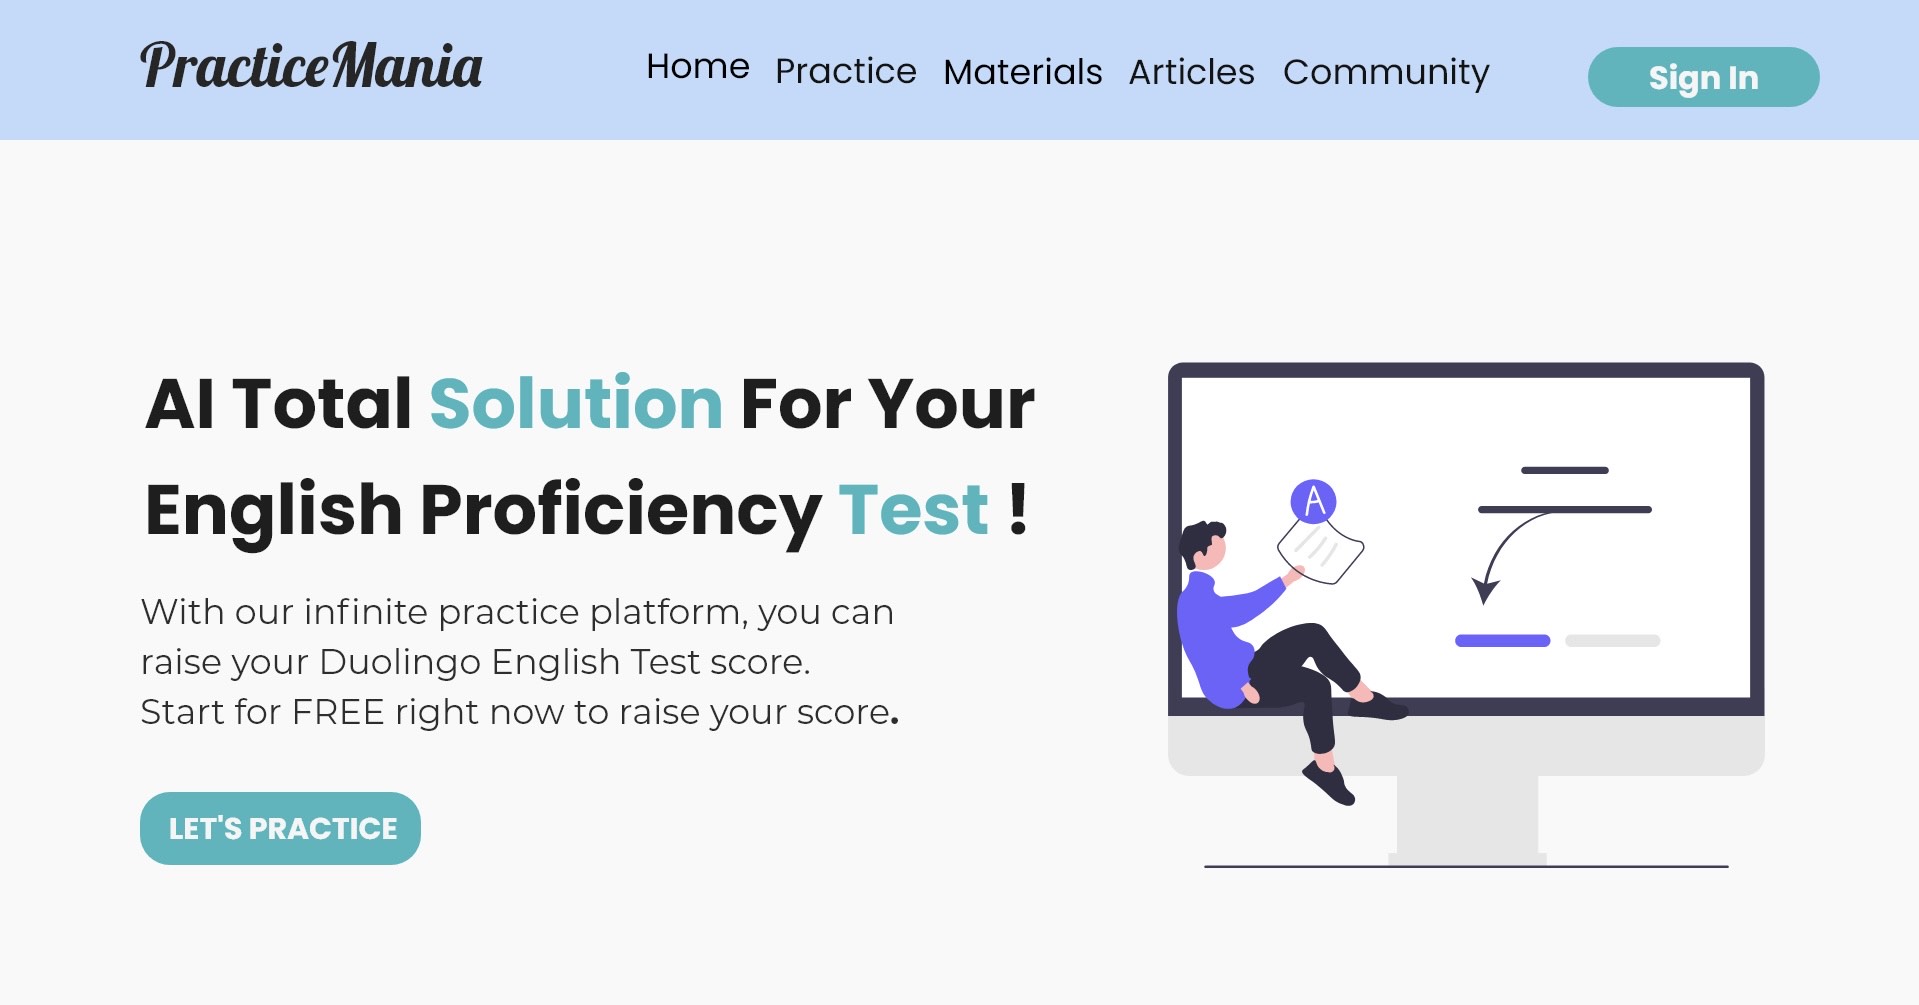 PracticeMania
Home Practice Materials Articles Community
Sign In
AI Total Solution For Your
English Proficiency Test !
With our infinite practice platform, you can
raise your Duolingo English Test score.
Start for FREE right now to raise your score.
LET'S PRACTICE
A